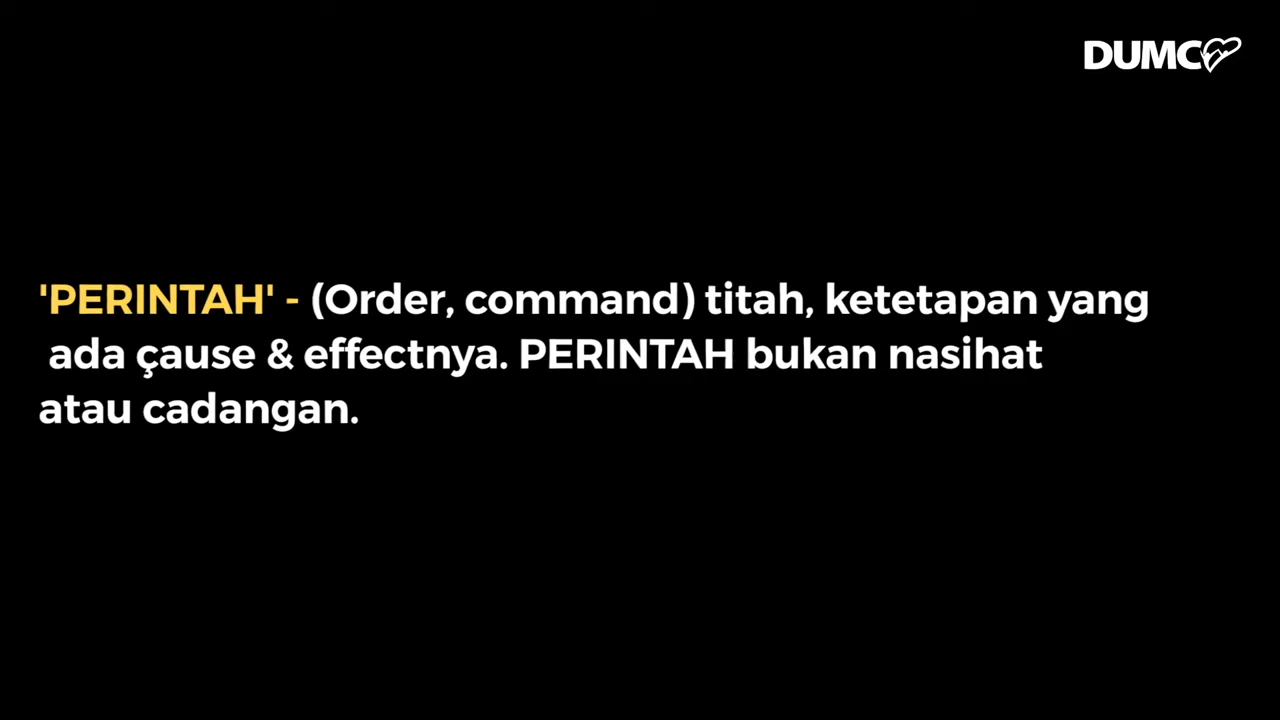 DUMC
'PERINTAH' - (Order, command) titah, ketetapan yang
ada çause & effectnya. PERINTAH bukan nasihat
atau cadangan.